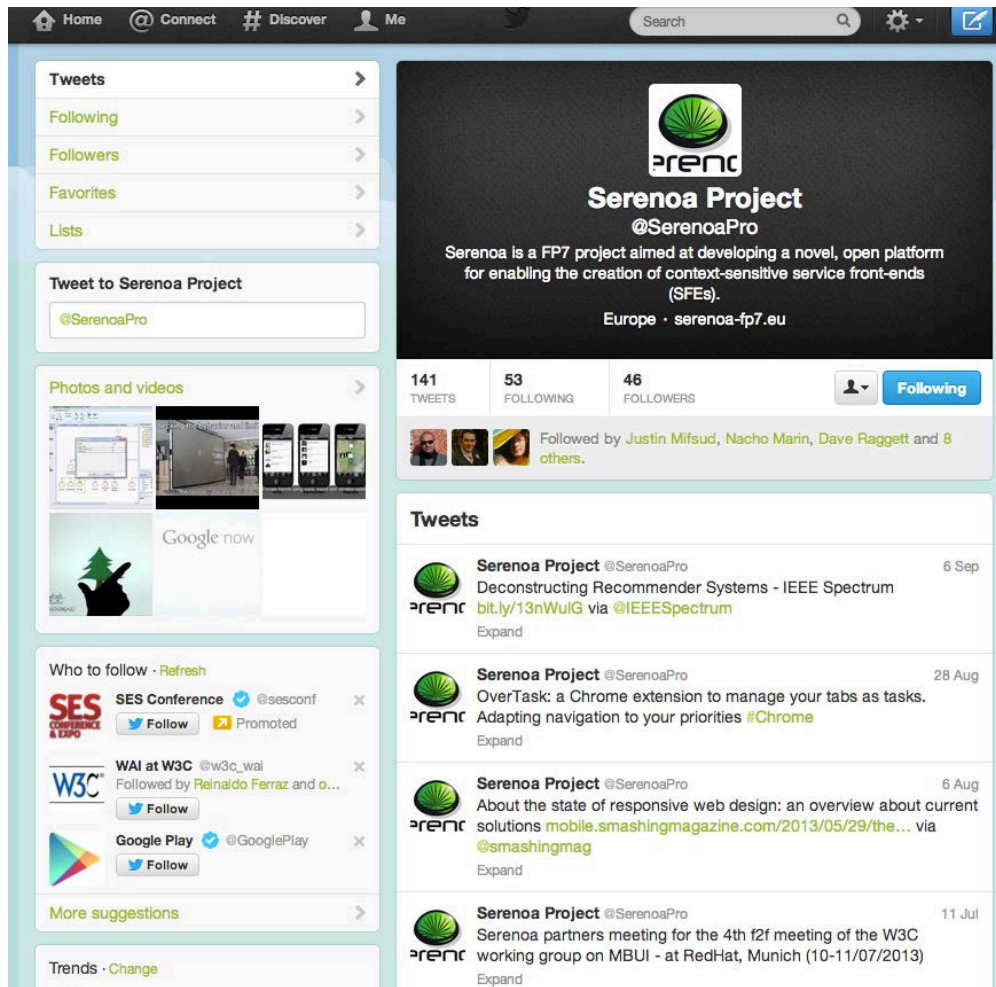 Home
@ Connect
# Discover
Me
Search
Tweets
Following
Followers
Favorites
Lists
Tweet to Serenoa Project
@SerenoaPro
Photos and videos
Google now
Who to follow · Refresh
SES Conference @sesconf
SES
CONFERENCE
& EXPO
Follow
Promoted
WAI at W3C @w3c_wai
W3C
Followed by Reinaldo Ferraz and o...
Follow
Google Play @GooglePlay
Follow
More suggestions
Trends · Change
erenc
Serenoa Project
@SerenoaPro
Serenoa is a FP7 project aimed at developing a novel, open platform
for enabling the creation of context-sensitive service front-ends
(SFEs).
Europe · serenoa-fp7.eu
141
TWEETS
53
FOLLOWING
46
FOLLOWERS
Following
Followed by Justin Mifsud, Nacho Marin, Dave Raggett and 8
others.
Tweets
Serenoa Project @SerenoaPro 6 Sep
Deconstructing Recommender Systems - IEEE Spectrum
bit.ly/13nWulG via @IEEESpectrum
Expand
Serenoa Project @SerenoaPro 28 Aug
OverTask: a Chrome extension to manage your tabs as tasks.
Adapting navigation to your priorities #Chrome
Expand
Serenoa Project @SerenoaPro 6 Aug
About the state of responsive web design: an overview about current
solutions mobile.smashingmagazine.com/2013/05/29/the... via
@smashingmag
Expand
Serenoa Project @SerenoaPro 11 Jul
Serenoa partners meeting for the 4th f2f meeting of the W3C
working group on MBUI - at RedHat, Munich (10-11/07/2013)
Expand